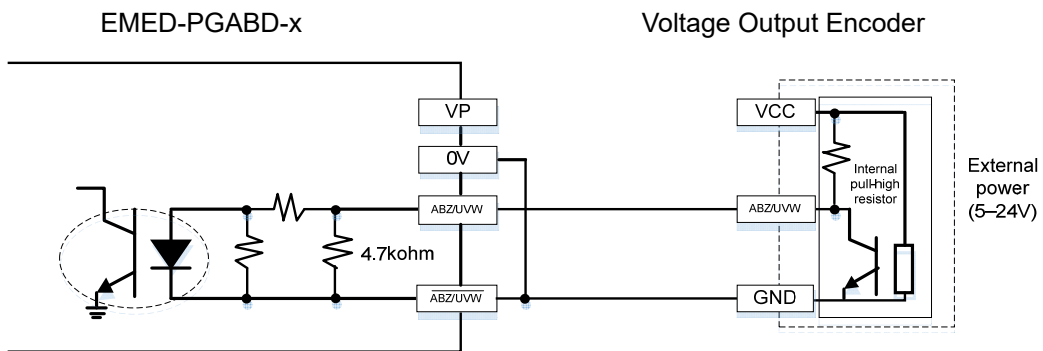 EMED-PGABD-x
Voltage Output Encoder
VP
0V
ABZ/UVW
4.7kohm
ABZ/UVW
VCC
ABZ/UVW
GND
Internal
pull-high
resistor
External
power
(5–24V)